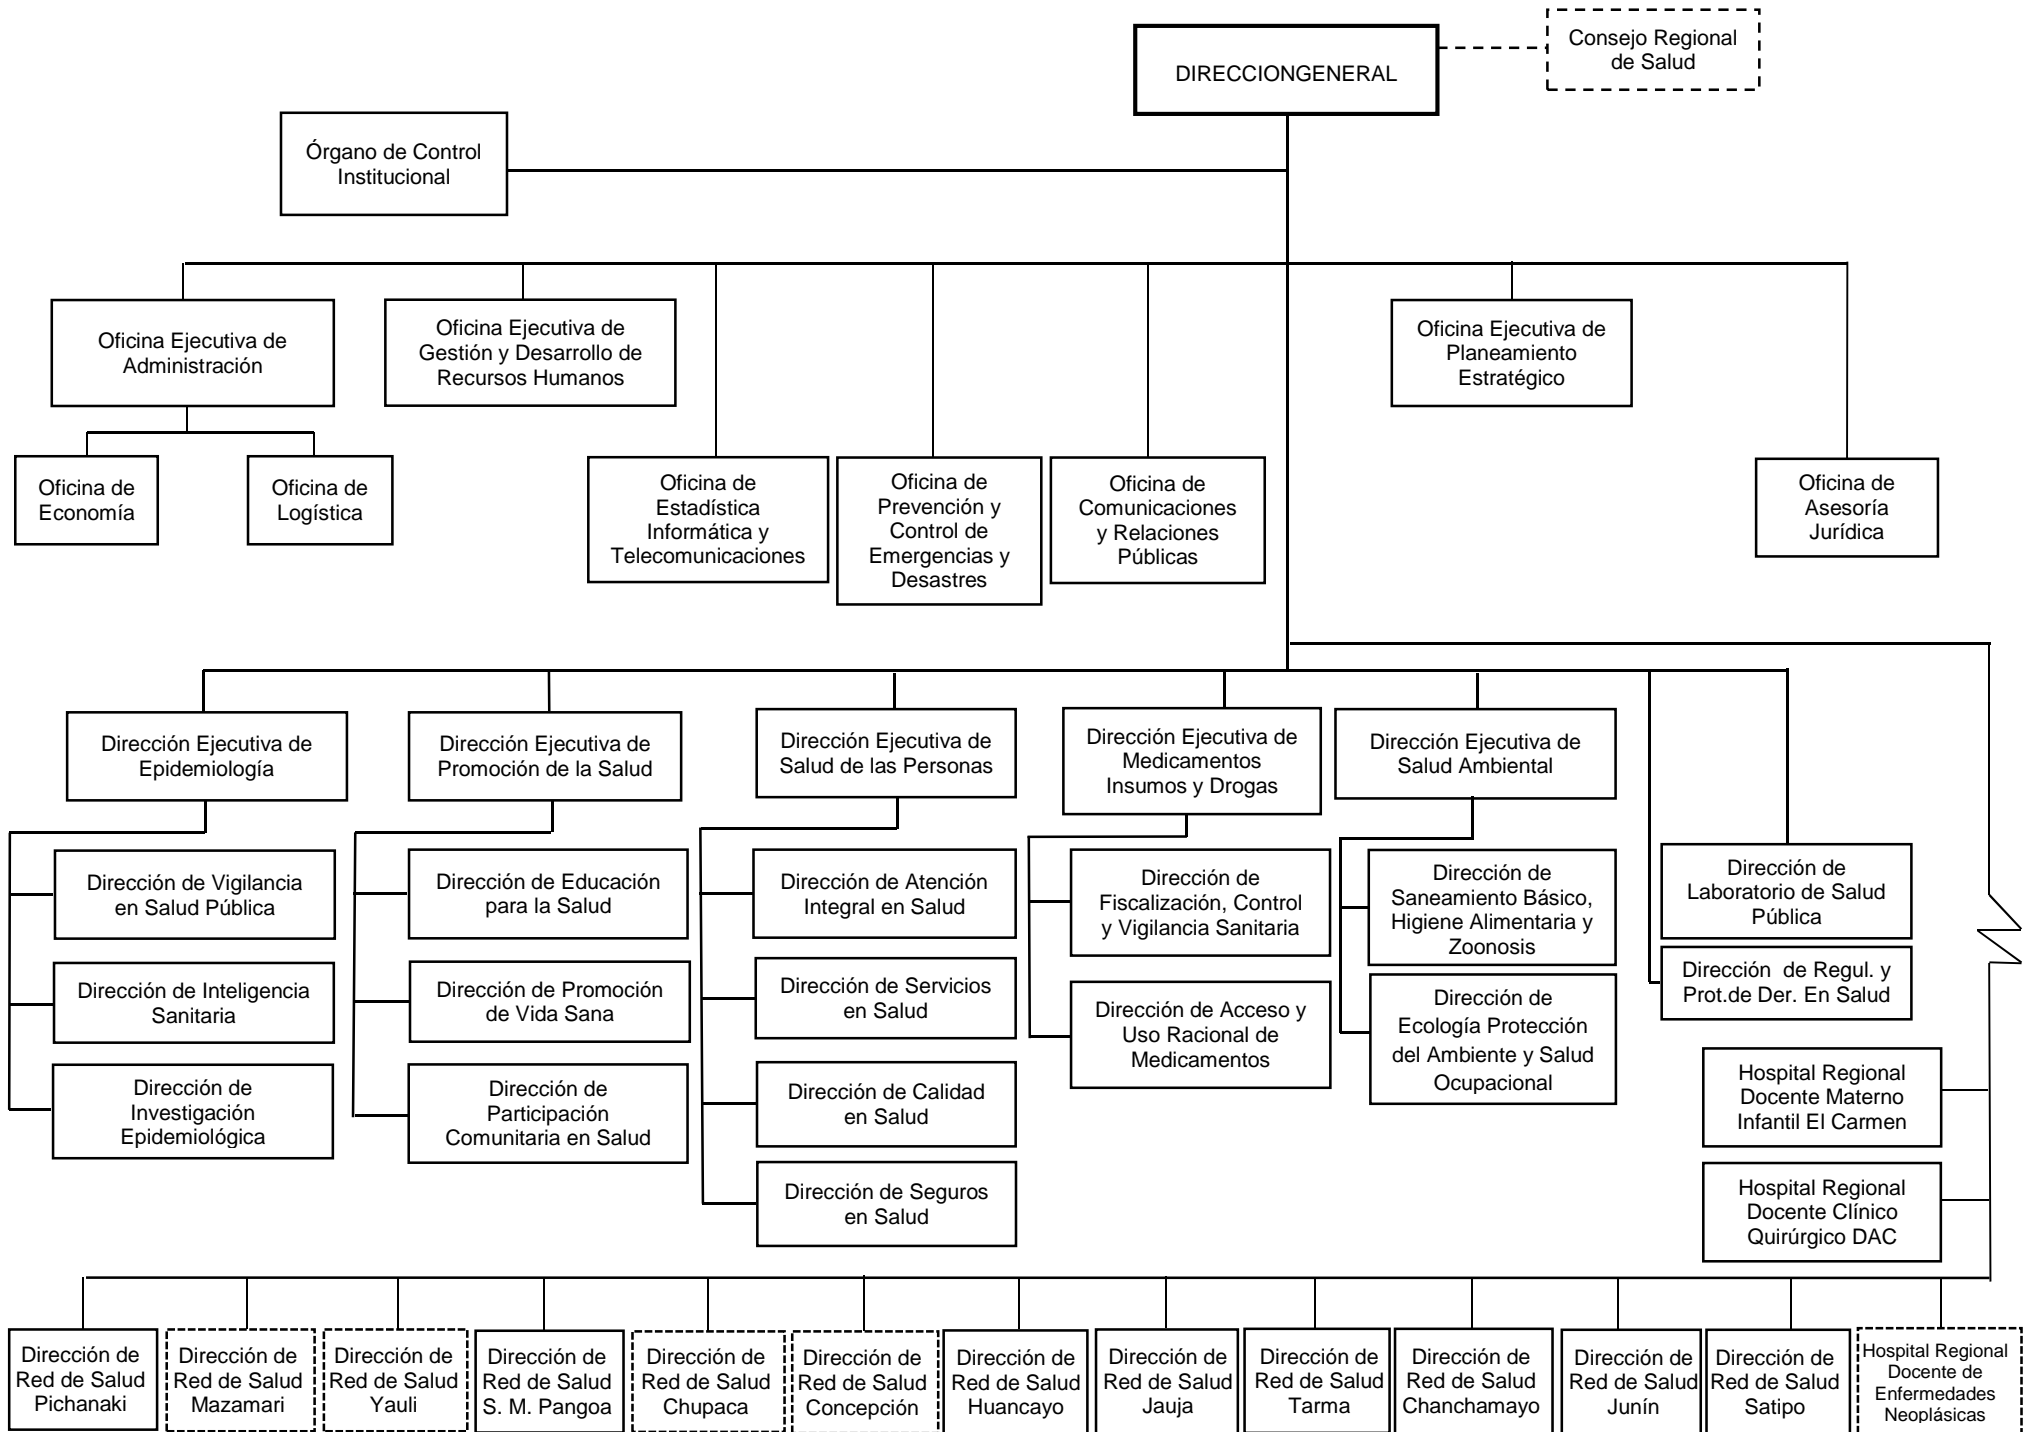 DIRECCIONGENERAL
Consejo Regional
de Salud
Órgano de Control
Institucional
Oficina Ejecutiva de
Administración
Oficina Ejecutiva de
Gestión y Desarrollo de
Recursos Humanos
Oficina Ejecutiva de
Planeamiento
Estratégico
Oficina de
Economía
Oficina de
Logística
Oficina de
Estadística
Informática y
Telecomunicaciones
Oficina de
Prevención y
Control de
Emergencias y
Desastres
Oficina de
Comunicaciones
y Relaciones
Públicas
Oficina de
Asesoría
Jurídica
Dirección Ejecutiva de
Epidemiología
Dirección Ejecutiva de
Promoción de la Salud
Dirección Ejecutiva de
Salud de las Personas
Dirección Ejecutiva de
Medicamentos
Insumos y Drogas
Dirección Ejecutiva de
Salud Ambiental
Dirección de Vigilancia
en Salud Pública
Dirección de Inteligencia
Sanitaria
Dirección de
Investigación
Epidemiológica
Dirección de Educación
para la Salud
Dirección de Promoción
de Vida Sana
Dirección de
Participación
Comunitaria en Salud
Dirección de Atención
Integral en Salud
Dirección de Servicios
en Salud
Dirección de Calidad
en Salud
Dirección de Seguros
en Salud
Dirección de
Fiscalización, Control
y Vigilancia Sanitaria
Dirección de Acceso y
Uso Racional de
Medicamentos
Dirección de
Saneamiento Básico,
Higiene Alimentaria y
Zoonosis
Dirección de
Ecología Protección
del Ambiente y Salud
Ocupacional
Dirección de
Laboratorio de Salud
Pública
Dirección  de Regul. y
Prot.de Der. En Salud
Hospital Regional
Docente Materno
Infantil El Carmen
Hospital Regional
Docente Clínico
Quirúrgico DAC
Dirección de
Red de Salud
Pichanaki
Dirección de
Red de Salud
Mazamari
Dirección de
Red de Salud
Yauli
Dirección de
Red de Salud
S. M. Pangoa
Dirección de
Red de Salud
Chupaca
Dirección de
Red de Salud
Concepción
Dirección de
Red de Salud
Huancayo
Dirección de
Red de Salud
Jauja
Dirección de
Red de Salud
Tarma
Dirección de
Red de Salud
Chanchamayo
Dirección de
Red de Salud
Junín
Dirección de
Red de Salud
Satipo
Hospital Regional
Docente de
Enfermedades
Neoplásicas